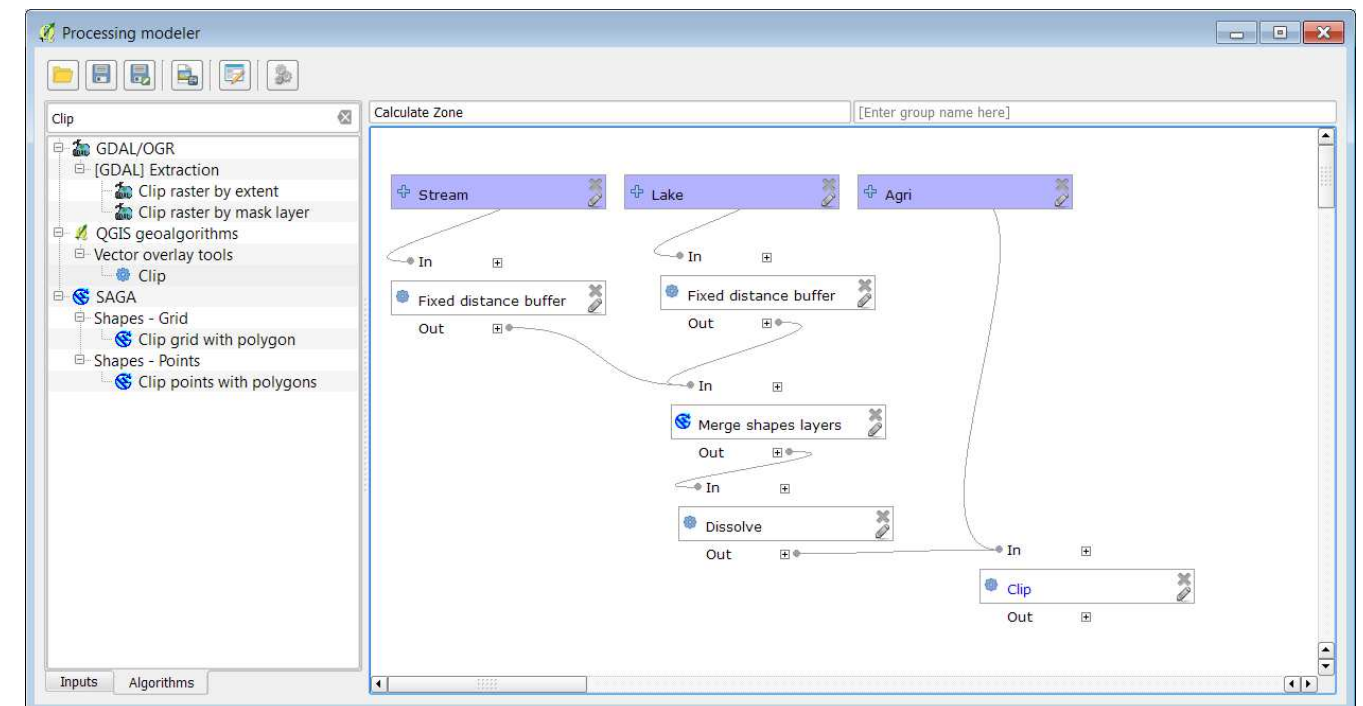 Processing modeler
Clip
Calculate Zone
[Enter group name here]
GDAL/OGR
[GDAL] Extraction
Clip raster by extent
Clip raster by mask layer
QGIS geoalgorithms
Vector overlay tools
Clip
SAGA
Shapes - Grid
Clip grid with polygon
Shapes - Points
Clip points with polygons
Inputs
Algorithms
Stream
Lake
Agri
In
In
Fixed distance buffer
Fixed distance buffer
Out
Out
In
Merge shapes layers
Out
In
Dissolve
Out
In
Clip
Out